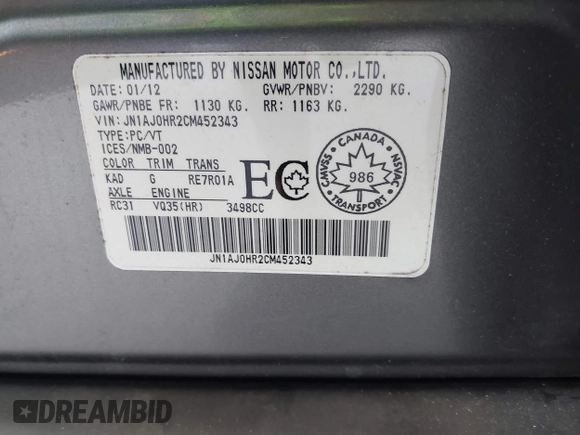 MANUFACTURED BY NISSAN MOTOR CO.,LTD.
DATE: 01/12 GVWR/PNBV: 2290 KG.
GAWR/PNBE FR: 1130 KG. RR: 1163 KG.
VIN: JN1AJ0HR2CM452343
TYPE: PC/VT
ICES/NMB-002
COLOR TRIM TRANS
KAD G RE7R01A
AXLE ENGINE
RC31 VQ35(HR) 3498CC
EC
CANADA
CMVSS NSVAC
986
TRANSPORT
JN1AJ0HR2CM452343
DREAMBID